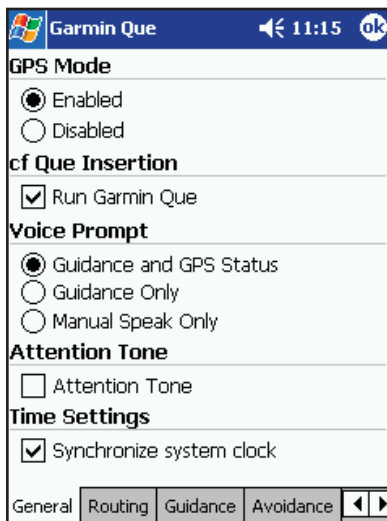 Garmin Que 11:15 ok
GPS Mode
Enabled
Disabled
cf Que Insertion
Run Garmin Que
Voice Prompt
Guidance and GPS Status
Guidance Only
Manual Speak Only
Attention Tone
Attention Tone
Time Settings
Synchronize system clock
General Routing Guidance Avoidance